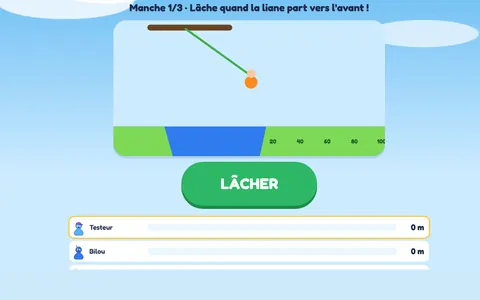 Manche 1/3 · Lâche quand la liane part vers l'avant !
20 40 60 80 100
LÂCHER
Testeur 0 m
Bilou 0 m